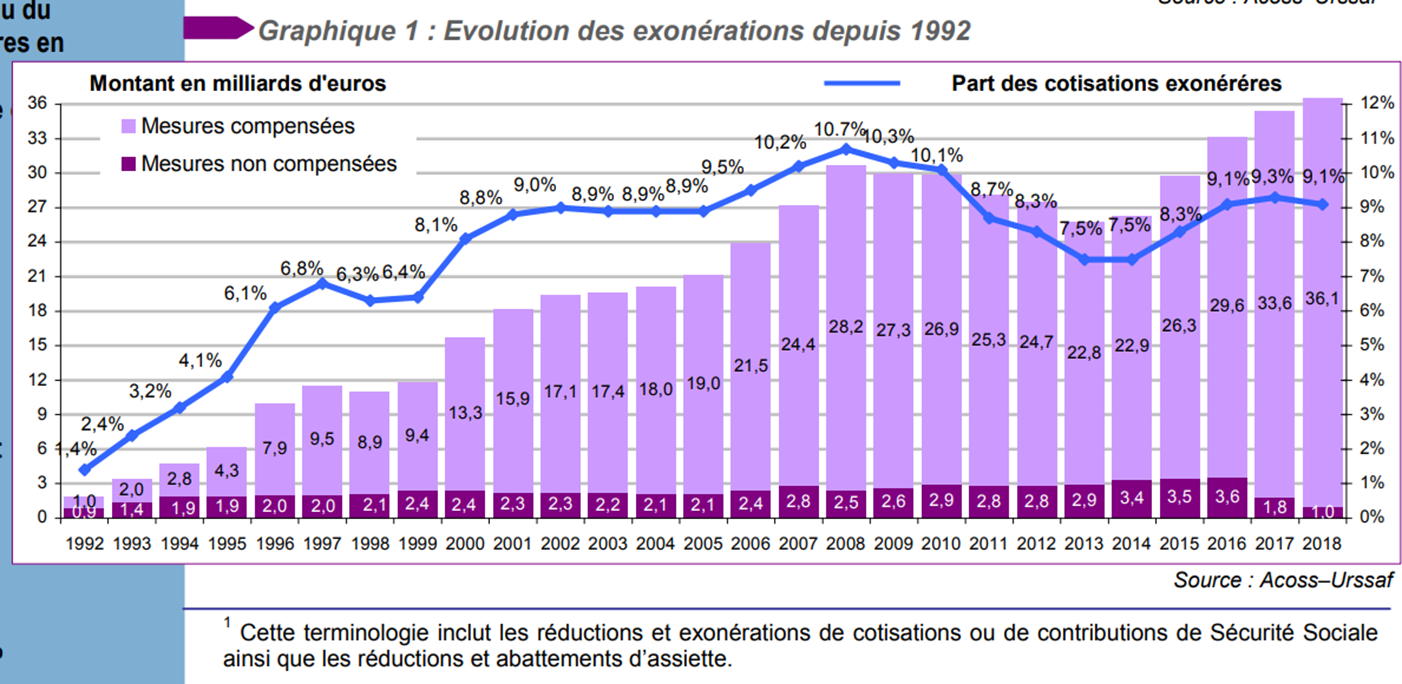 u du
res en
Source : Acoss–Urssaf
Graphique 1 : Evolution des exonérations depuis 1992
Montant en milliards d'euros
Part des cotisations exonéréres
Mesures compensées
Mesures non compensées
36
33
30
27
24
21
18
15
12
9
6
3
0
12%
11%
10%
9%
8%
7%
6%
5%
4%
3%
2%
1%
0%
1,4% 2,4% 3,2% 4,1% 6,1% 6,8% 6,3% 6,4% 8,1% 8,8% 9,0% 8,9% 8,9% 8,9% 9,5% 10,2% 10.7% 10,3% 10,1% 8,7% 8,3% 7,5% 7,5% 8,3% 9,1% 9,3% 9,1%
1,0 2,0 2,8 4,3 7,9 9,5 8,9 9,4 13,3 15,9 17,1 17,4 18,0 19,0 21,5 24,4 28,2 27,3 26,9 25,3 24,7 22,8 22,9 26,3 29,6 33,6 36,1
0,9 1,4 1,9 1,9 2,0 2,0 2,1 2,4 2,4 2,3 2,3 2,2 2,1 2,1 2,4 2,8 2,5 2,6 2,9 2,8 2,8 2,9 3,4 3,5 3,6 1,8 1,0
1992 1993 1994 1995 1996 1997 1998 1999 2000 2001 2002 2003 2004 2005 2006 2007 2008 2009 2010 2011 2012 2013 2014 2015 2016 2017 2018
Source : Acoss–Urssaf
1 Cette terminologie inclut les réductions et exonérations de cotisations ou de contributions de Sécurité Sociale
ainsi que les réductions et abattements d’assiette.